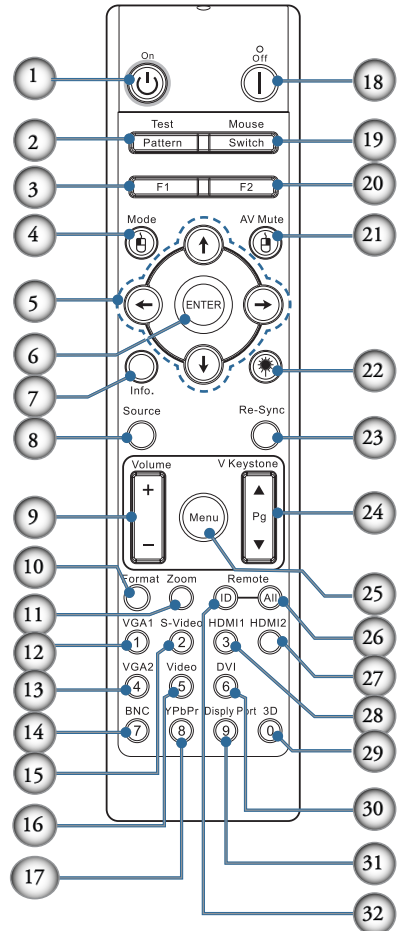 On
Off
1
18
Test
Mouse
2
Pattern
Switch
19
3
F1
F2
20
4
Mode
AV Mute
21
5
ENTER
6
7
Info.
22
8
Source
Re-Sync
23
Volume
V Keystone
9
+
Pg
24
Menu
–
10
Format
Zoom
Remote
25
ID
All
11
26
VGA1
S-Video
HDMI1
HDMI2
12
1
2
3
27
VGA2
Video
DVI
13
4
5
6
28
BNC
YPbPr
Disply Port
3D
14
7
8
9
0
29
15
30
16
31
17
32